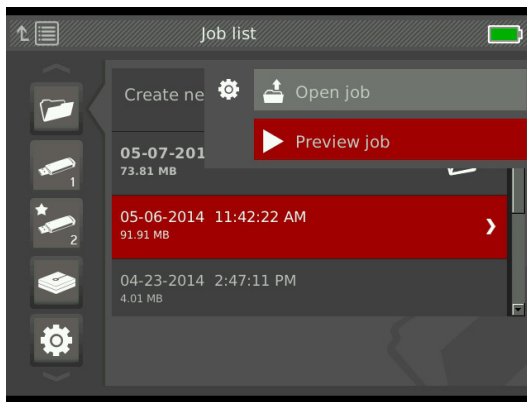 Job list
Create ne
Open job
Preview job
05-07-201
73.81 MB
05-06-2014 11:42:22 AM
91.91 MB
04-23-2014 2:47:11 PM
4.01 MB
1
2